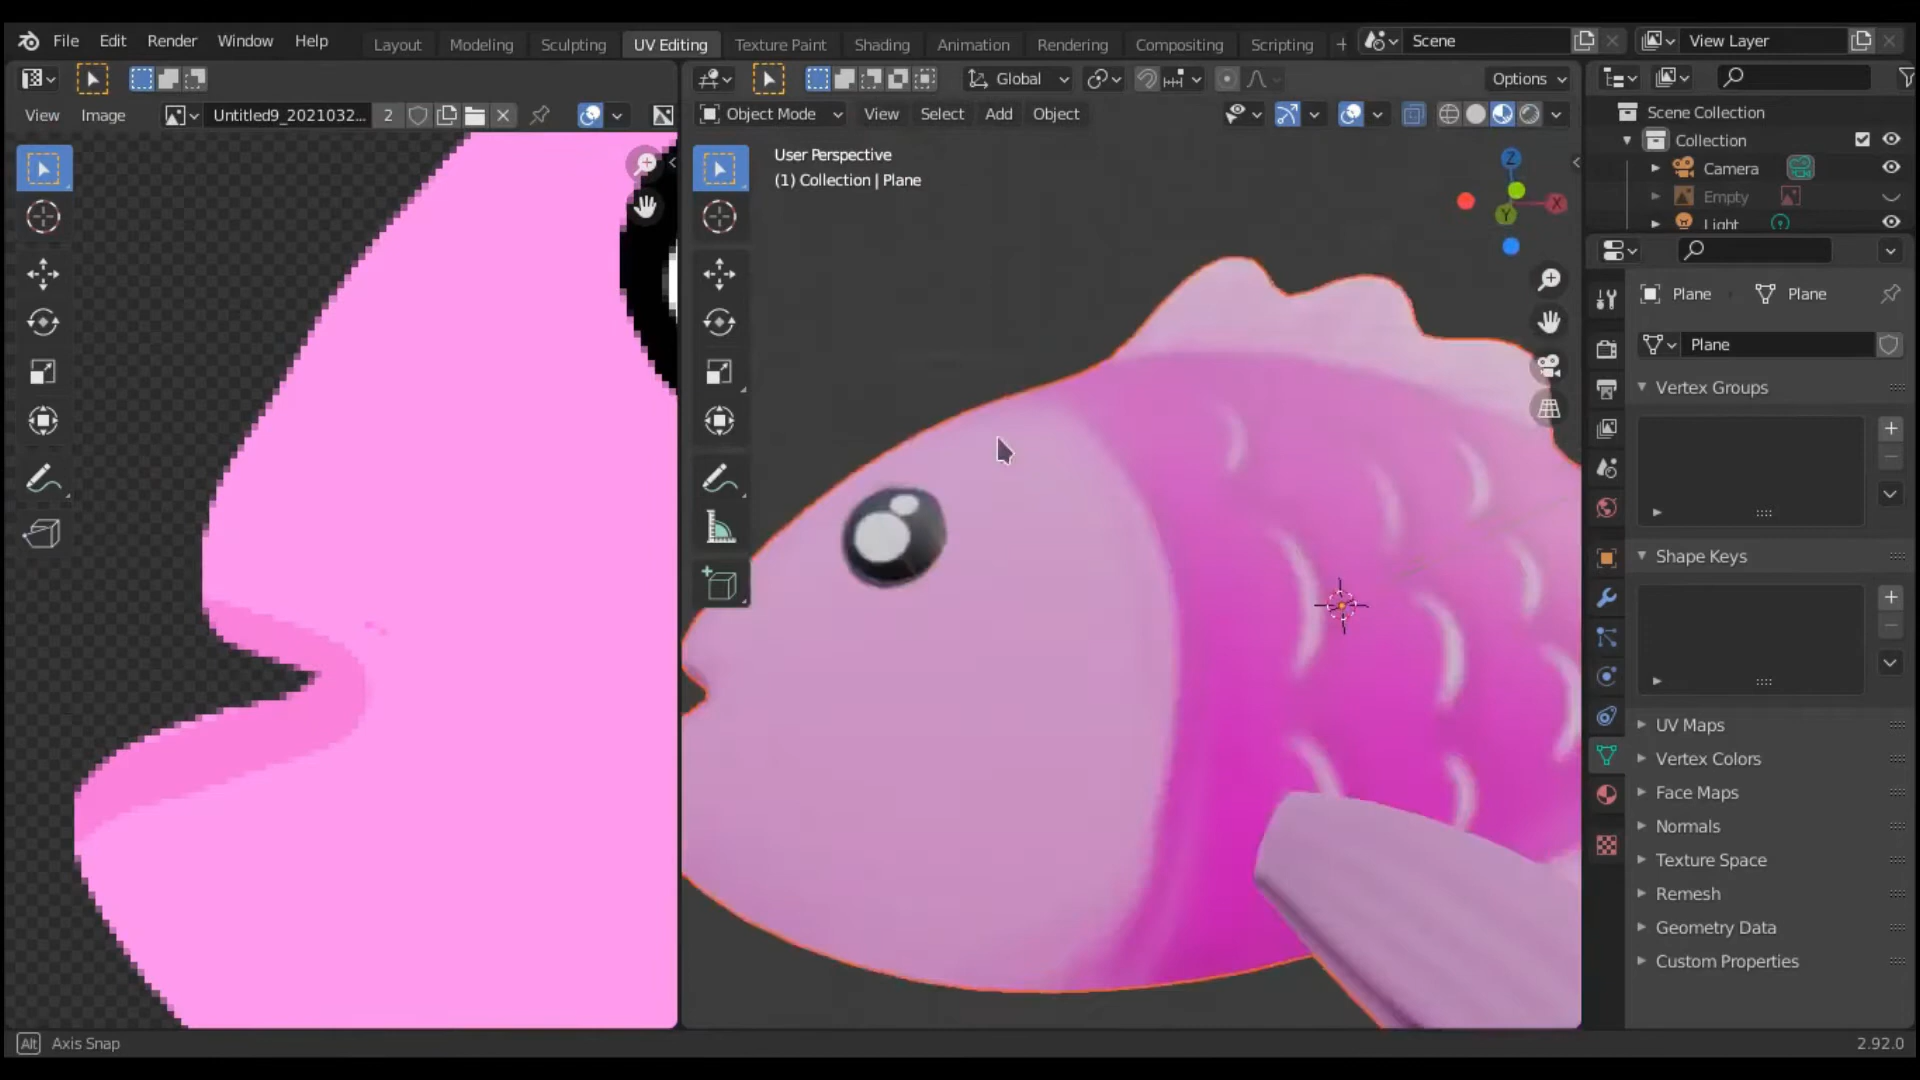 File Edit Render Window Help Layout Modeling Sculpting UV Editing Texture Paint Shading Animation Rendering Compositing Scripting + Scene View Layer
Global Options
View Image Untitled9_2021032... 2 Object Mode View Select Add Object
Scene Collection
Collection
Camera
Empty
Light
User Perspective
(1) Collection | Plane
Z
X
Y
Plane Plane
Plane
Vertex Groups
Shape Keys
UV Maps
Vertex Colors
Face Maps
Normals
Texture Space
Remesh
Geometry Data
Custom Properties
Alt Axis Snap
2.92.0